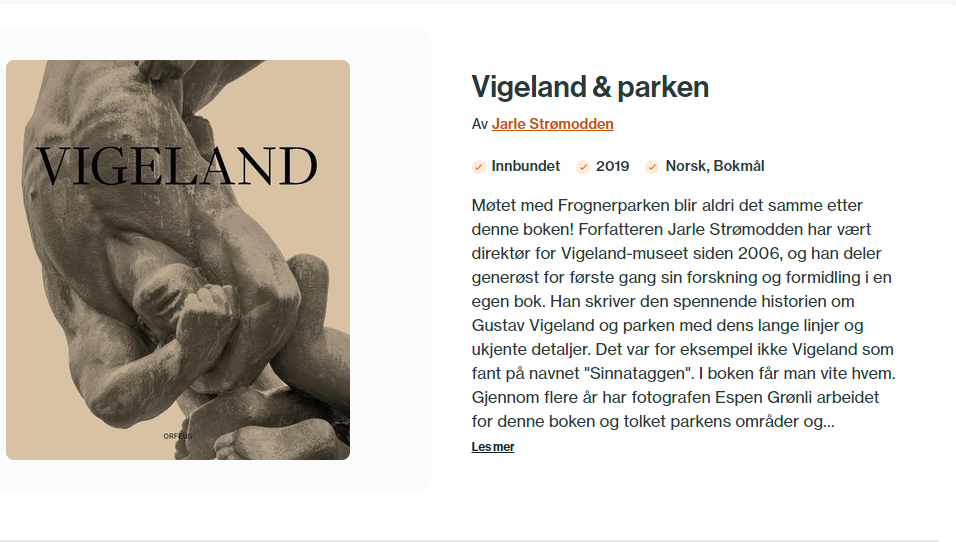 VIGELAND
ORFEUS
Vigeland & parken
Av Jarle Strømodden
Innbundet 2019 Norsk, Bokmål
Møtet med Frognerparken blir aldri det samme etter
denne boken! Forfatteren Jarle Strømodden har vært
direktør for Vigeland-museet siden 2006, og han deler
generøst for første gang sin forskning og formidling i en
egen bok. Han skriver den spennende historien om
Gustav Vigeland og parken med dens lange linjer og
ukjente detaljer. Det var for eksempel ikke Vigeland som
fant på navnet "Sinnataggen". I boken får man vite hvem.
Gjennom flere år har fotografen Espen Grønli arbeidet
for denne boken og tolket parkens områder og...
Les mer